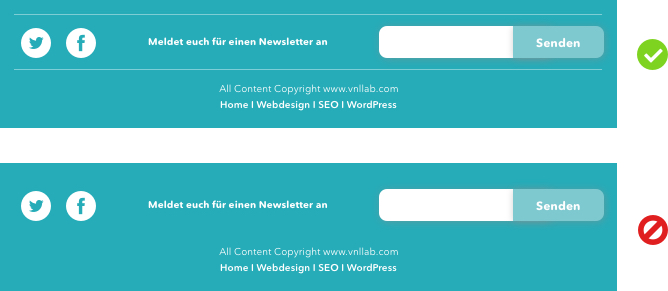 Meldet euch für einen Newsletter an
Senden
All Content Copyright www.vnllab.com
Home I Webdesign I SEO I WordPress
Meldet euch für einen Newsletter an
Senden
All Content Copyright www.vnllab.com
Home I Webdesign I SEO I WordPress